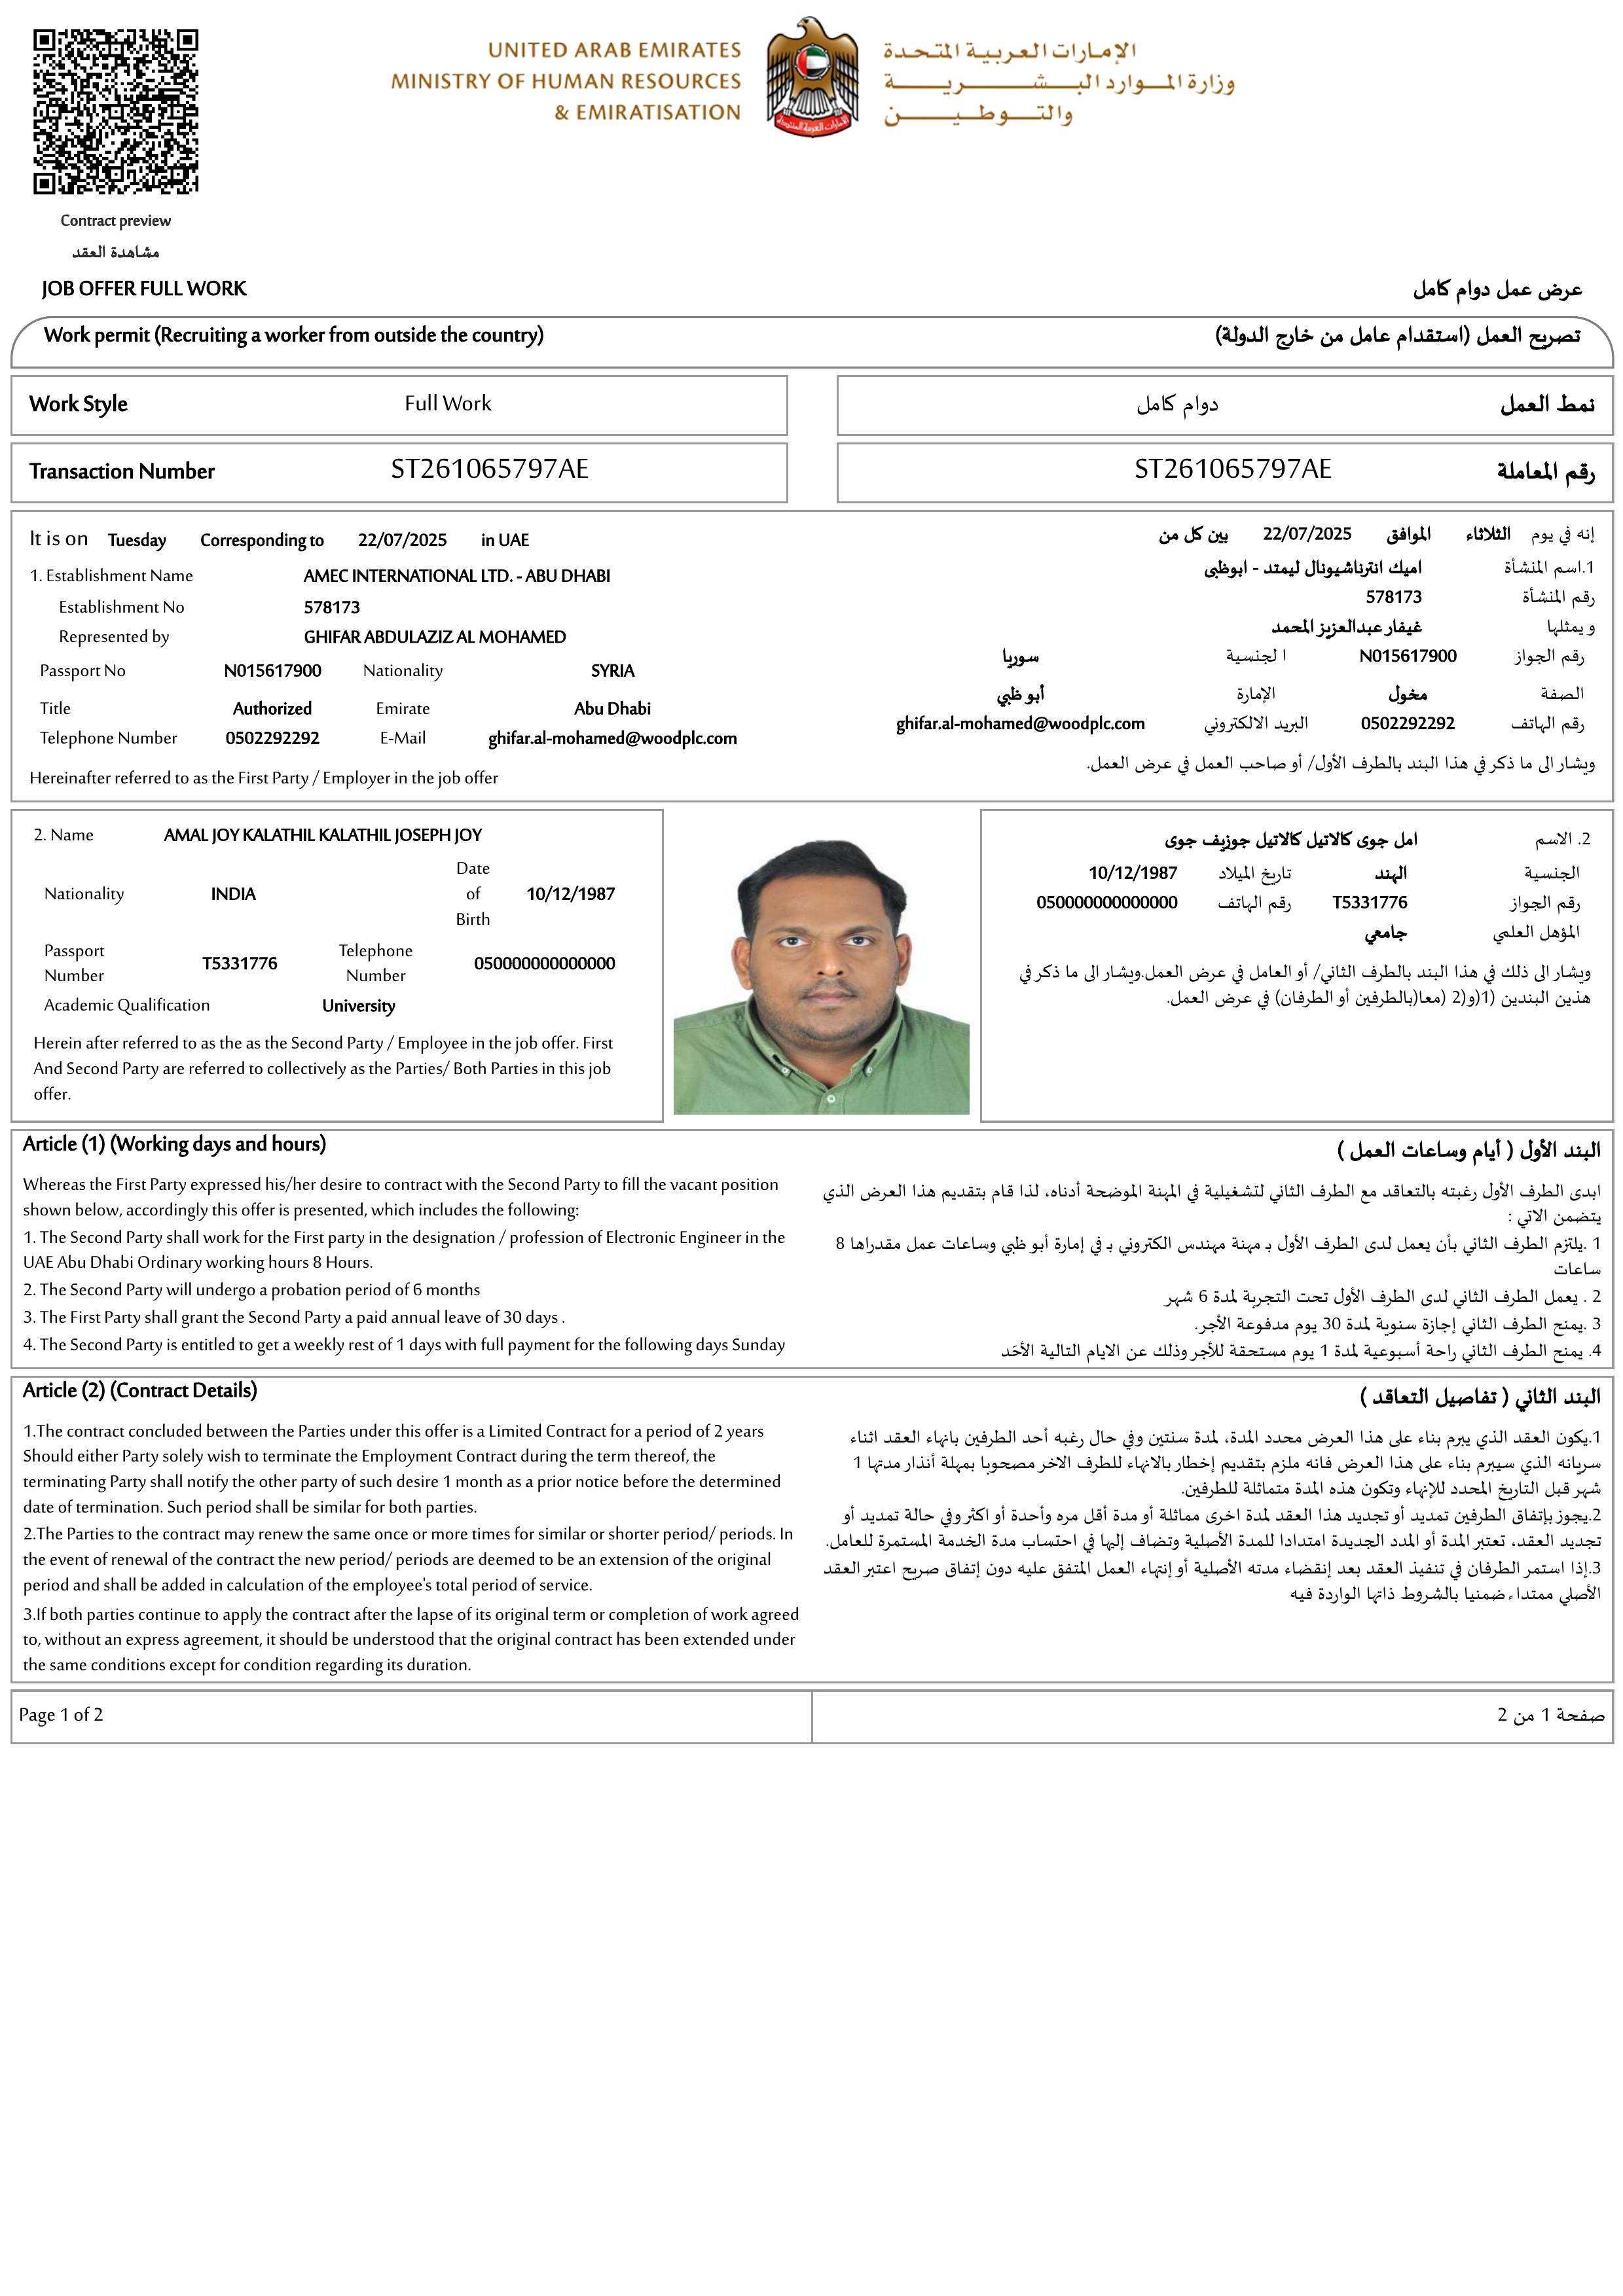 UNITED ARAB EMIRATES
MINISTRY OF HUMAN RESOURCES
& EMIRATISATION
الإمارات العربية المتحدة
وزارة الموارد البشرية
والتوطين
Contract preview
مشاهدة العقد
JOB OFFER FULL WORK
عرض عمل دوام كامل
Work permit (Recruiting a worker from outside the country)
تصريح العمل (استقدام عامل من خارج الدولة)
Work Style Full Work
نمط العمل دوام كامل
Transaction Number ST261065797AE
رقم المعاملة ST261065797AE
It is on Tuesday Corresponding to 22/07/2025 in UAE
1. Establishment Name AMEC INTERNATIONAL LTD. - ABU DHABI
Establishment No 578173
Represented by GHIFAR ABDULAZIZ AL MOHAMED
Passport No N015617900 Nationality SYRIA
Title Authorized Emirate Abu Dhabi
Telephone Number 0502292292 E-Mail ghifar.al-mohamed@woodplc.com
Hereinafter referred to as the First Party / Employer in the job offer
إنه في يوم الثلاثاء الموافق 22/07/2025 بين كل من
1.اسم المنشأة اميك انترناشيونال ليمتد - ابوظبى
رقم المنشأة 578173
و يمثلها غيفار عبدالعزيز المحمد
رقم الجواز N015617900 ا لجنسية سوريا
الصفة مخول الإمارة أبو ظبي
رقم الهاتف 0502292292 البريد الالكتروني ghifar.al-mohamed@woodplc.com
ويشار الى ما ذكر في هذا البند بالطرف الأول/ أو صاحب العمل في عرض العمل.
2. Name AMAL JOY KALATHIL KALATHIL JOSEPH JOY
Nationality INDIA Date of Birth 10/12/1987
Passport Number T5331776 Telephone Number 050000000000000
Academic Qualification University
Herein after referred to as the as the Second Party / Employee in the job offer. First
And Second Party are referred to collectively as the Parties/ Both Parties in this job
offer.
2. الاسم امل جوى كالاتيل كالاتيل جوزيف جوى
الجنسية الهند تاريخ الميلاد 10/12/1987
رقم الجواز T5331776 رقم الهاتف 050000000000000
المؤهل العلمي جامعي
ويشار الى ذلك في هذا البند بالطرف الثاني/ أو العامل في عرض العمل.ويشار الى ما ذكر في
هذين البندين (1)و(2) معا(بالطرفين أو الطرفان) في عرض العمل.
Article (1) (Working days and hours)
Whereas the First Party expressed his/her desire to contract with the Second Party to fill the vacant position
shown below, accordingly this offer is presented, which includes the following:
1. The Second Party shall work for the First party in the designation / profession of Electronic Engineer in the
UAE Abu Dhabi Ordinary working hours 8 Hours.
2. The Second Party will undergo a probation period of 6 months
3. The First Party shall grant the Second Party a paid annual leave of 30 days .
4. The Second Party is entitled to get a weekly rest of 1 days with full payment for the following days Sunday
البند الأول ( أيام وساعات العمل )
ابدى الطرف الأول رغبته بالتعاقد مع الطرف الثاني لتشغيلية في المهنة الموضحة أدناه، لذا قام بتقديم هذا العرض الذي
يتضمن الاتي :
1 .يلتزم الطرف الثاني بأن يعمل لدى الطرف الأول بـ مهنة مهندس الكتروني بـ في إمارة أبو ظبي وساعات عمل مقدراها 8
ساعات
2 . يعمل الطرف الثاني لدى الطرف الأول تحت التجربة لمدة 6 شهر
3 .يمنح الطرف الثاني إجازة سنوية لمدة 30 يوم مدفوعة الأجر.
4. يمنح الطرف الثاني راحة أسبوعية لمدة 1 يوم مستحقة للأجر وذلك عن الايام التالية الأحَد
Article (2) (Contract Details)
1.The contract concluded between the Parties under this offer is a Limited Contract for a period of 2 years
Should either Party solely wish to terminate the Employment Contract during the term thereof, the
terminating Party shall notify the other party of such desire 1 month as a prior notice before the determined
date of termination. Such period shall be similar for both parties.
2.The Parties to the contract may renew the same once or more times for similar or shorter period/ periods. In
the event of renewal of the contract the new period/ periods are deemed to be an extension of the original
period and shall be added in calculation of the employee's total period of service.
3.If both parties continue to apply the contract after the lapse of its original term or completion of work agreed
to, without an express agreement, it should be understood that the original contract has been extended under
the same conditions except for condition regarding its duration.
البند الثاني ( تفاصيل التعاقد )
1.يكون العقد الذي يبرم بناء على هذا العرض محدد المدة، لمدة سنتين وفي حال رغبه أحد الطرفين بانهاء العقد اثناء
سريانه الذي سيبرم بناء على هذا العرض فانه ملزم بتقديم إخطار بالانهاء للطرف الاخر مصحوبا بمهلة أنذار مدتها 1
شهر قبل التاريخ المحدد للإنهاء وتكون هذه المدة متماثلة للطرفين.
2.يجوز بإتفاق الطرفين تمديد أو تجديد هذا العقد لمدة اخرى مماثلة أو مدة أقل مره وأحدة أو اكثر وفي حالة تمديد أو
تجديد العقد، تعتبر المدة أو المدد الجديدة امتدادا للمدة الأصلية وتضاف إليها في احتساب مدة الخدمة المستمرة للعامل.
3.إذا استمر الطرفان في تنفيذ العقد بعد إنقضاء مدته الأصلية أو إنتهاء العمل المتفق عليه دون إتفاق صريح اعتبر العقد
الأصلي ممتداء ضمنيا بالشروط ذاتها الواردة فيه
Page 1 of 2
صفحة 1 من 2